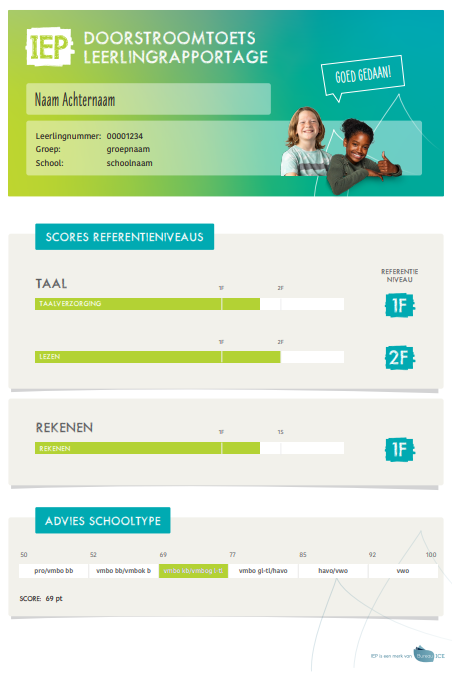 IEP
DOORSTROOMTOETS
LEERLINGRAPPORTAGE
GOED GEDAAN!
Naam Achternaam
Leerlingnummer: 00001234
Groep: groepnaam
School: schoolnaam
SCORES REFERENTIENIVEAUS
REFERENTIE
NIVEAU
TAAL
1F 2F
TAALVERZORGING
1F
1F 2F
LEZEN
2F
REKENEN
1F 1S
REKENEN
1F
ADVIES SCHOOLTYPE
50 52 69 77 85 92 100
pro/vmbo bb vmbo bb/vmbok b vmbo kb/vmbo gl-tl vmbo gl-tl/havo havo/vwo vwo
SCORE: 69 pt
IEP is een merk van Bureau ICE